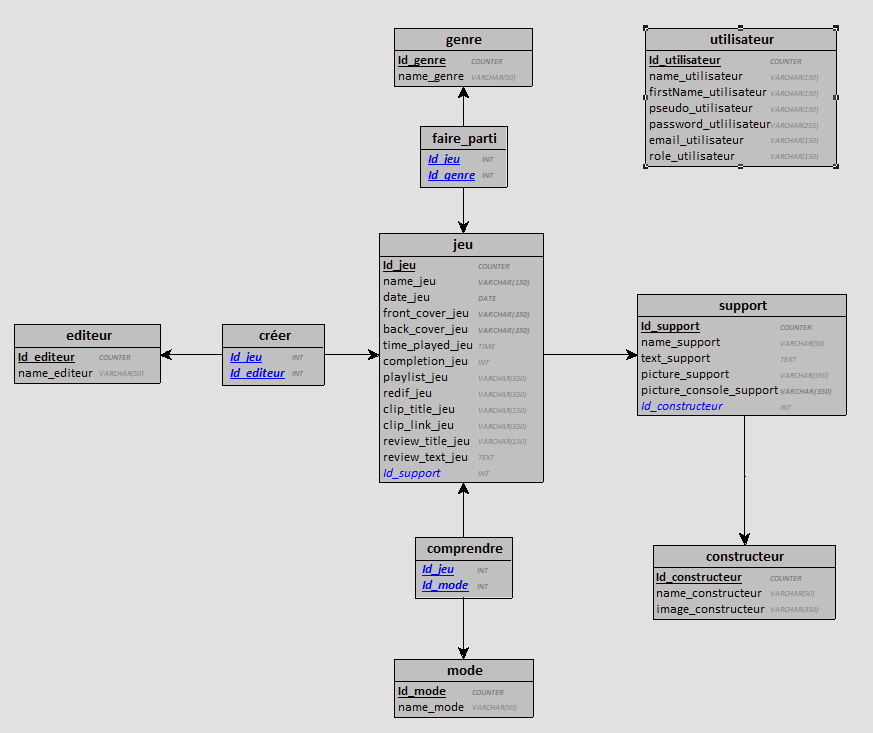 genre
Id_genre COUNTER
name_genre VARCHAR(50)
utilisateur
Id_utilisateur COUNTER
name_utilisateur VARCHAR(150)
firstName_utilisateur VARCHAR(150)
pseudo_utilisateur VARCHAR(150)
password_utlilisateur VARCHAR(255)
email_utilisateur VARCHAR(150)
role_utilisateur VARCHAR(150)
faire_parti
Id_jeu INT
Id_genre INT
jeu
Id_jeu COUNTER
name_jeu VARCHAR(150)
date_jeu DATE
front_cover_jeu VARCHAR(350)
back_cover_jeu VARCHAR(350)
time_played_jeu TIME
completion_jeu INT
playlist_jeu VARCHAR(350)
redif_jeu VARCHAR(350)
clip_title_jeu VARCHAR(150)
clip_link_jeu VARCHAR(350)
review_title_jeu VARCHAR(150)
review_text_jeu TEXT
Id_support INT
editeur
Id_editeur COUNTER
name_editeur VARCHAR(50)
créer
Id_jeu INT
Id_editeur INT
support
Id_support COUNTER
name_support VARCHAR(50)
text_support TEXT
picture_support VARCHAR(350)
picture_console_support VARCHAR(350)
Id_constructeur INT
comprendre
Id_jeu INT
Id_mode INT
constructeur
Id_constructeur COUNTER
name_constructeur VARCHAR(50)
image_constructeur VARCHAR(350)
mode
Id_mode COUNTER
name_mode VARCHAR(50)